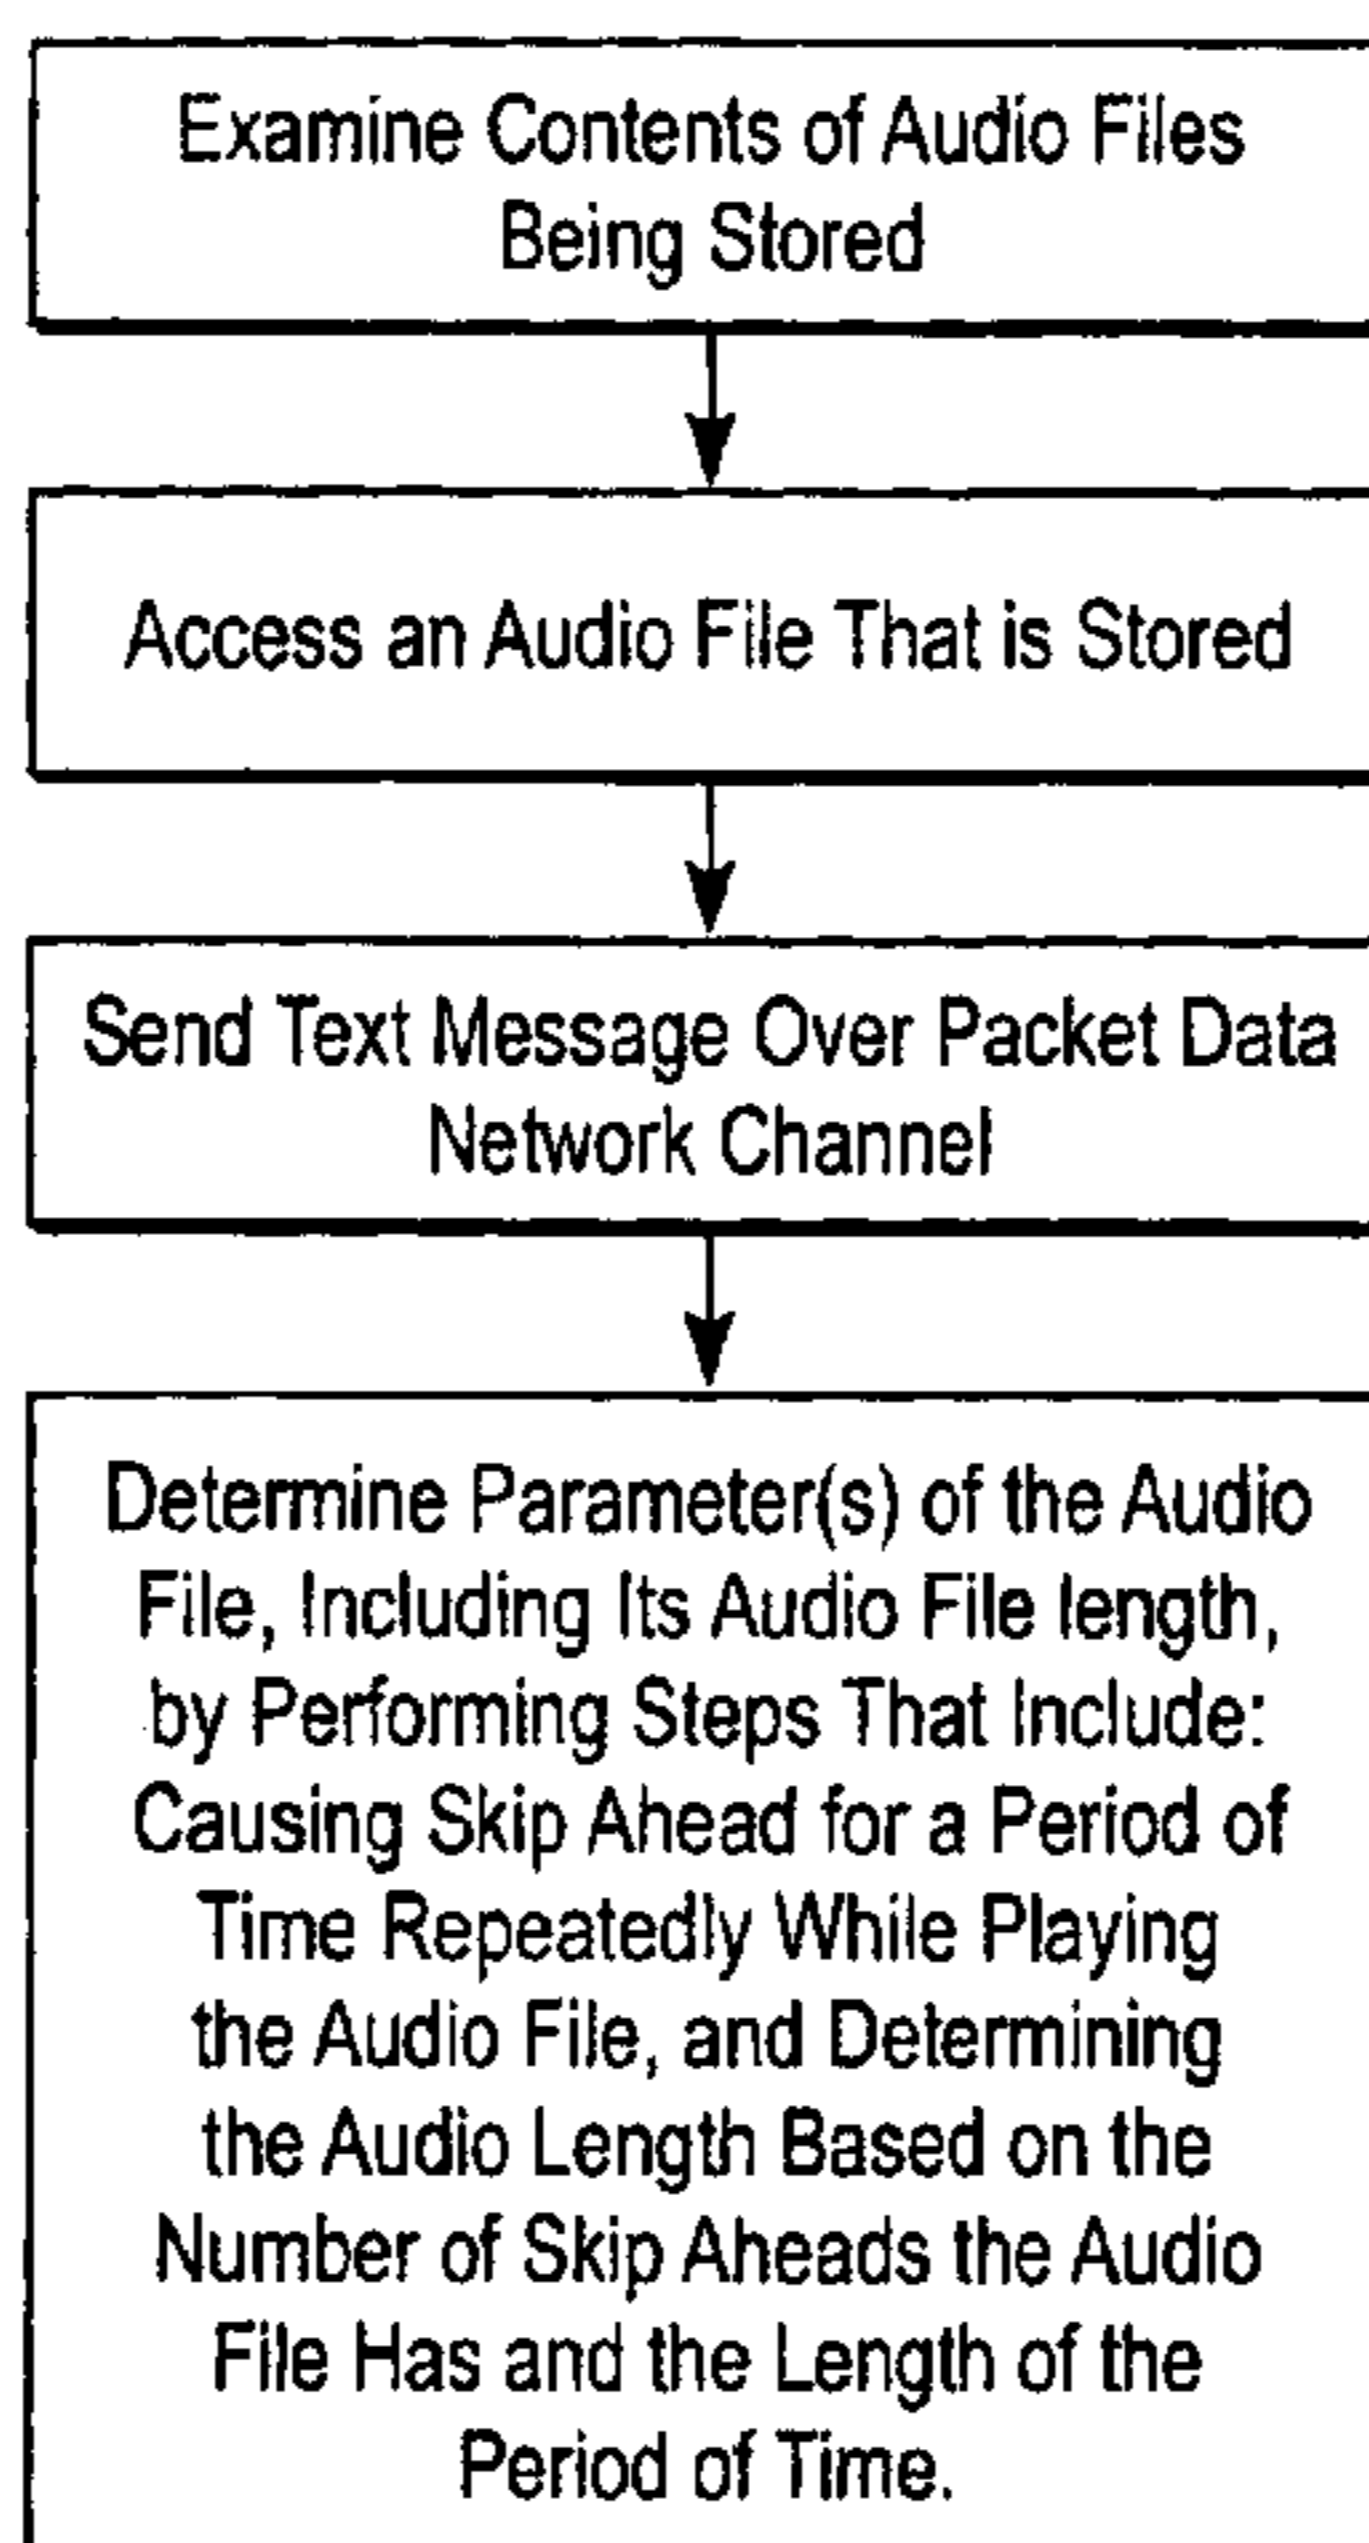 Examine Contents of Audio Files
Being Stored
Access an Audio File That is Stored
Send Text Message Over Packet Data
Network Channel
Determine Parameter(s) of the Audio
File, Including Its Audio File length,
by Performing Steps That Include:
Causing Skip Ahead for a Period of
Time Repeatedly While Playing
the Audio File, and Determining
the Audio Length Based on the
Number of Skip Aheads the Audio
File Has and the Length of the
Period of Time.